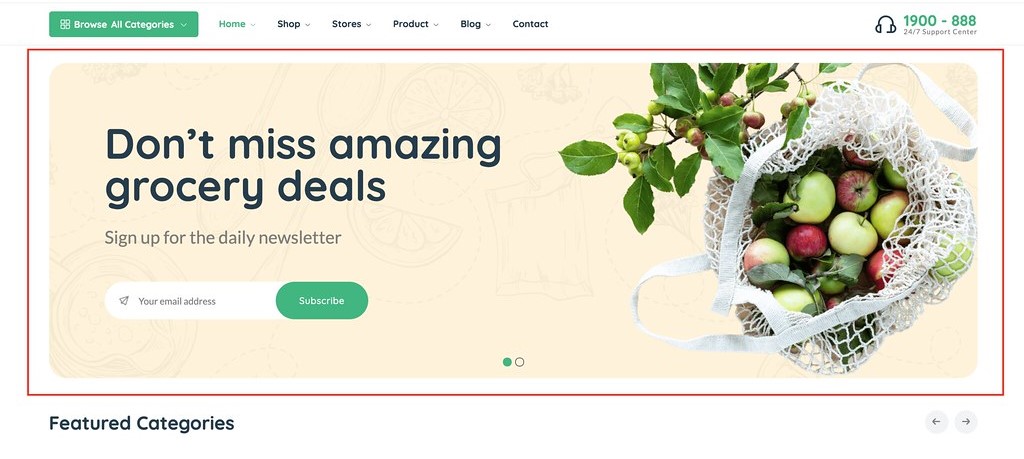 Browse All Categories
Home
Shop
Stores
Product
Blog
Contact
1900 - 888
24/7 Support Center
Don’t miss amazing
grocery deals
Sign up for the daily newsletter
Your email address
Subscribe
Featured Categories